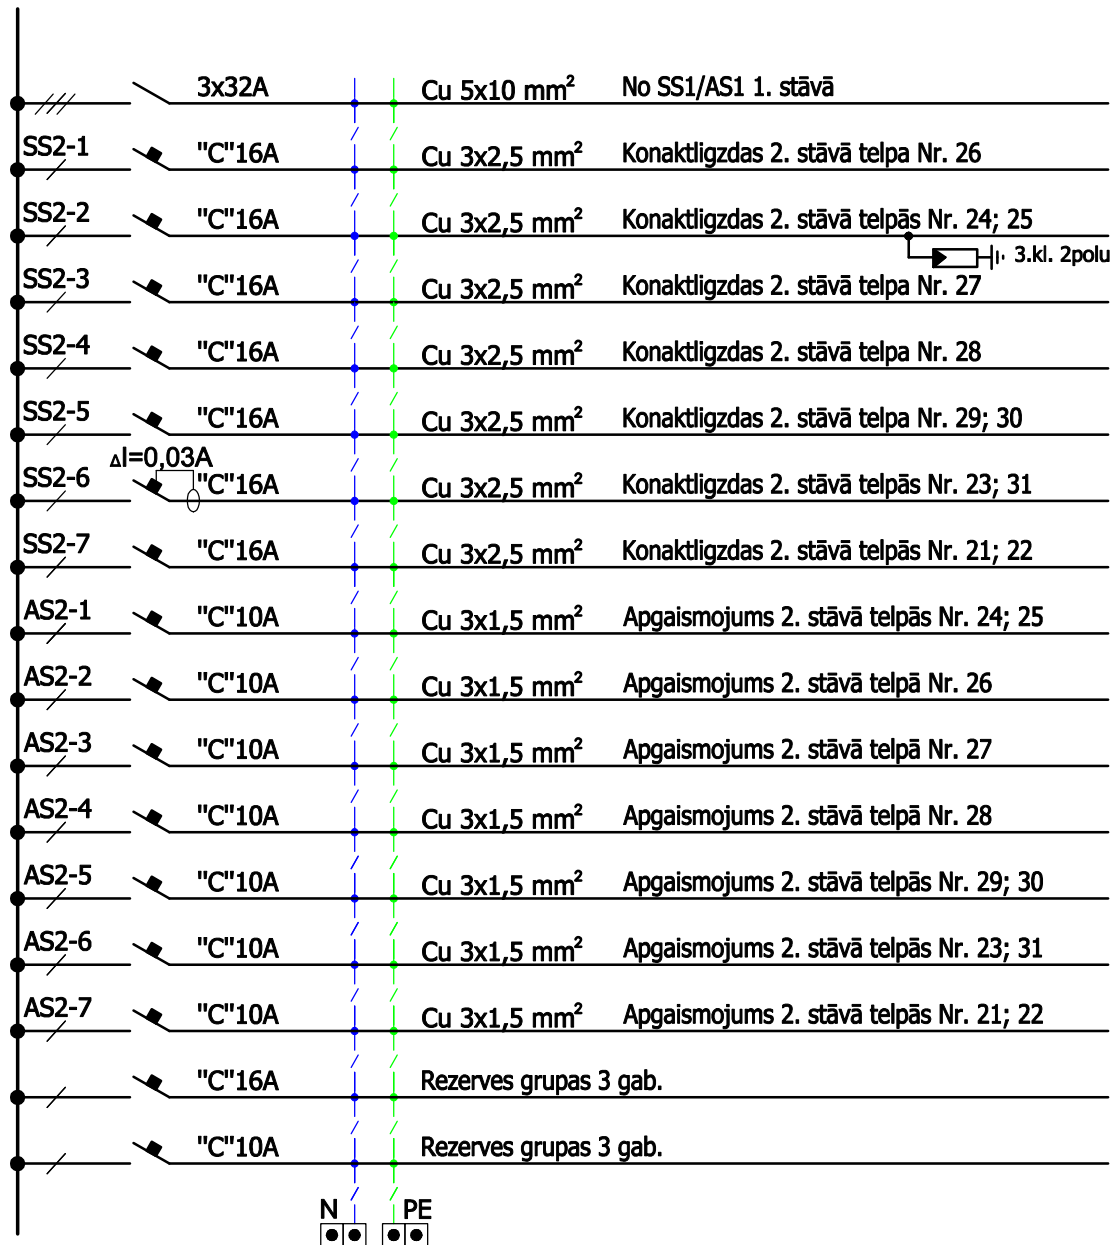 3x32A Cu 5x10 mm² No SS1/AS1 1. stāvā
SS2-1 "C"16A Cu 3x2,5 mm² Konaktligzdas 2. stāvā telpa Nr. 26
SS2-2 "C"16A Cu 3x2,5 mm² Konaktligzdas 2. stāvā telpās Nr. 24; 25
3.kl. 2polu
SS2-3 "C"16A Cu 3x2,5 mm² Konaktligzdas 2. stāvā telpa Nr. 27
SS2-4 "C"16A Cu 3x2,5 mm² Konaktligzdas 2. stāvā telpa Nr. 28
SS2-5 "C"16A Cu 3x2,5 mm² Konaktligzdas 2. stāvā telpa Nr. 29; 30
ΔI=0,03A
SS2-6 "C"16A Cu 3x2,5 mm² Konaktligzdas 2. stāvā telpās Nr. 23; 31
SS2-7 "C"16A Cu 3x2,5 mm² Konaktligzdas 2. stāvā telpās Nr. 21; 22
AS2-1 "C"10A Cu 3x1,5 mm² Apgaismojums 2. stāvā telpās Nr. 24; 25
AS2-2 "C"10A Cu 3x1,5 mm² Apgaismojums 2. stāvā telpā Nr. 26
AS2-3 "C"10A Cu 3x1,5 mm² Apgaismojums 2. stāvā telpā Nr. 27
AS2-4 "C"10A Cu 3x1,5 mm² Apgaismojums 2. stāvā telpā Nr. 28
AS2-5 "C"10A Cu 3x1,5 mm² Apgaismojums 2. stāvā telpās Nr. 29; 30
AS2-6 "C"10A Cu 3x1,5 mm² Apgaismojums 2. stāvā telpās Nr. 23; 31
AS2-7 "C"10A Cu 3x1,5 mm² Apgaismojums 2. stāvā telpās Nr. 21; 22
"C"16A Rezerves grupas 3 gab.
"C"10A Rezerves grupas 3 gab.
N PE